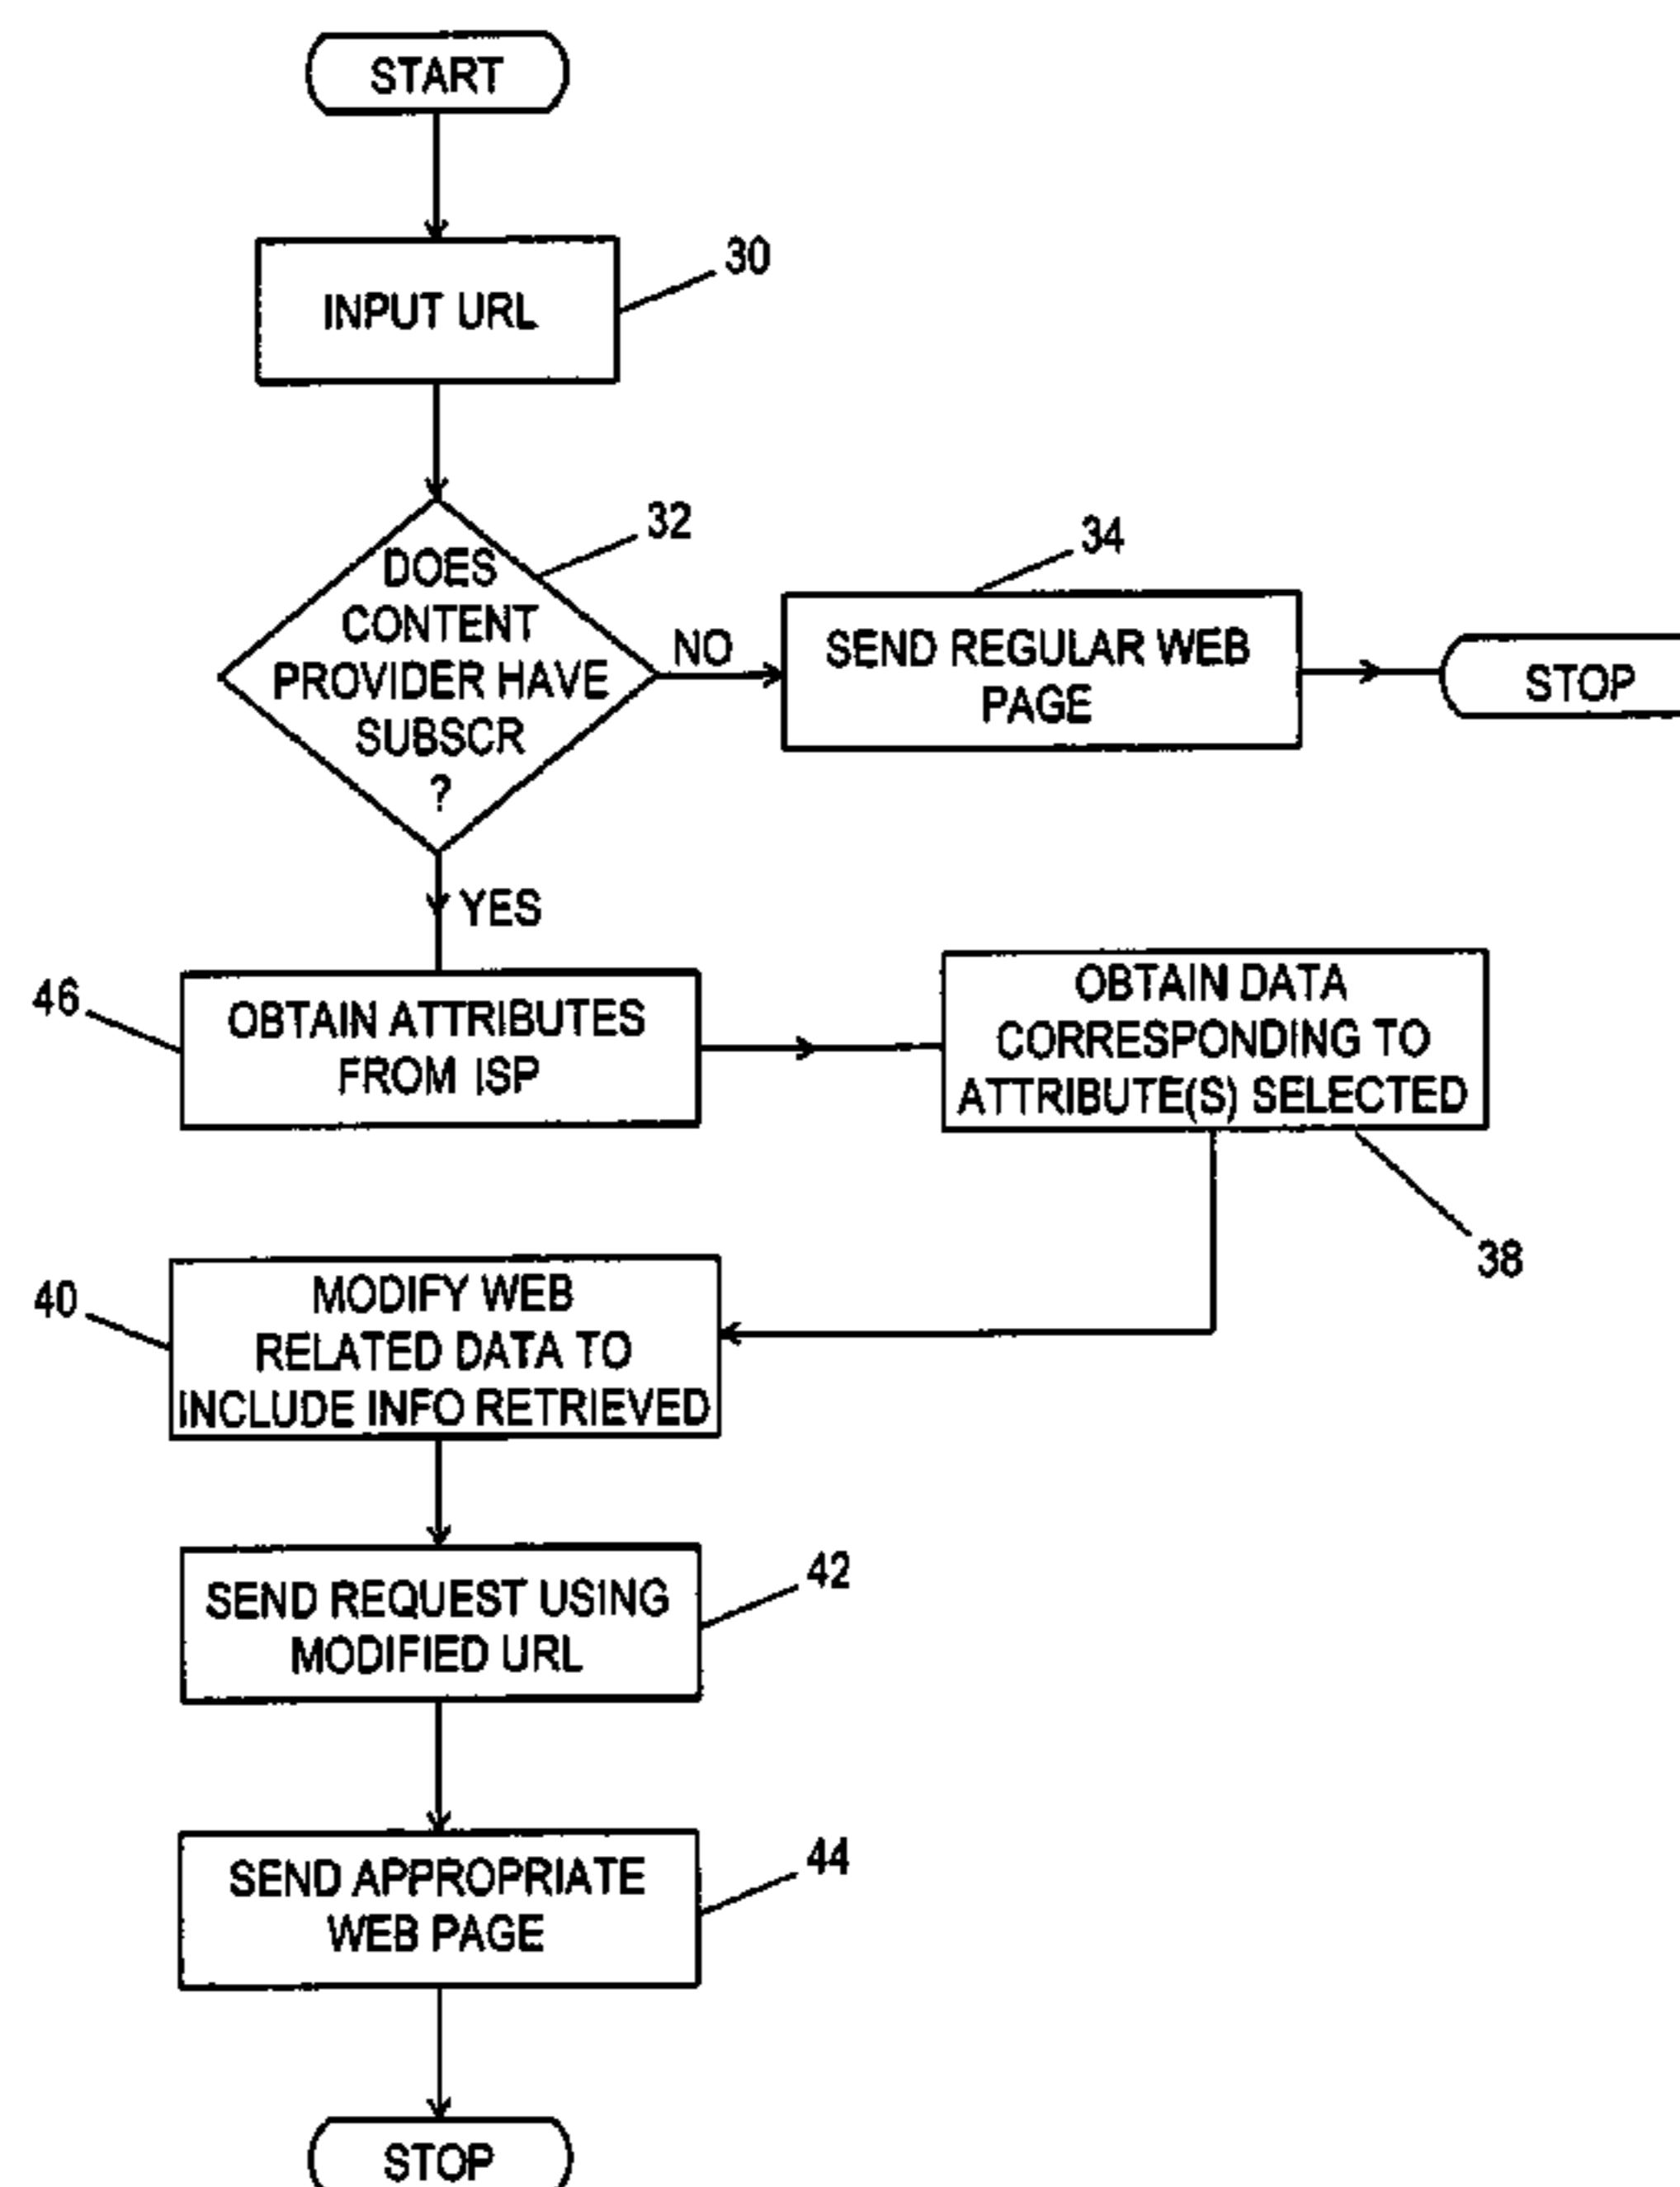 START
INPUT URL
30
DOES
CONTENT
PROVIDER HAVE
SUBSCR
?
32
NO
34
SEND REGULAR WEB
PAGE
STOP
YES
46
OBTAIN ATTRIBUTES
FROM ISP
OBTAIN DATA
CORRESPONDING TO
ATTRIBUTE(S) SELECTED
38
40
MODIFY WEB
RELATED DATA TO
INCLUDE INFO RETRIEVED
SEND REQUEST USING
MODIFIED URL
42
SEND APPROPRIATE
WEB PAGE
44
STOP